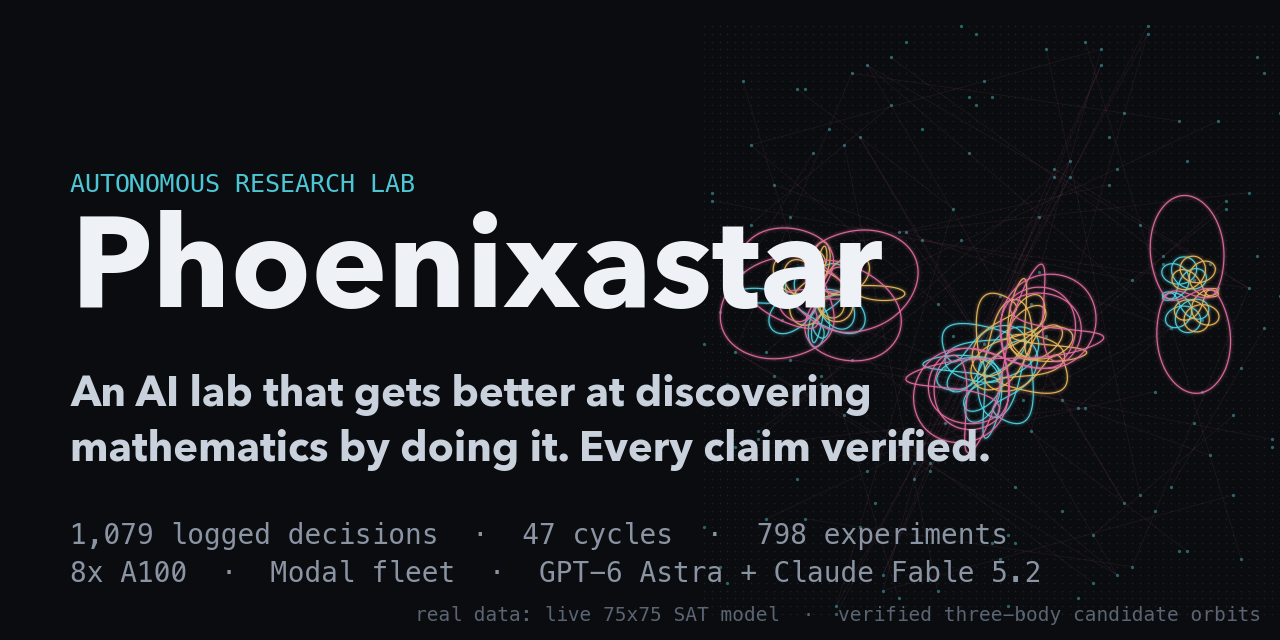 AUTONOMOUS RESEARCH LAB
Phoenixastar
An AI lab that gets better at discovering
mathematics by doing it. Every claim verified.
1,079 logged decisions · 47 cycles · 798 experiments
8x A100 · Modal fleet · GPT–6 Astra + Claude Fable 5.2
real data: live 75x75 SAT model · verified three–body candidate orbits